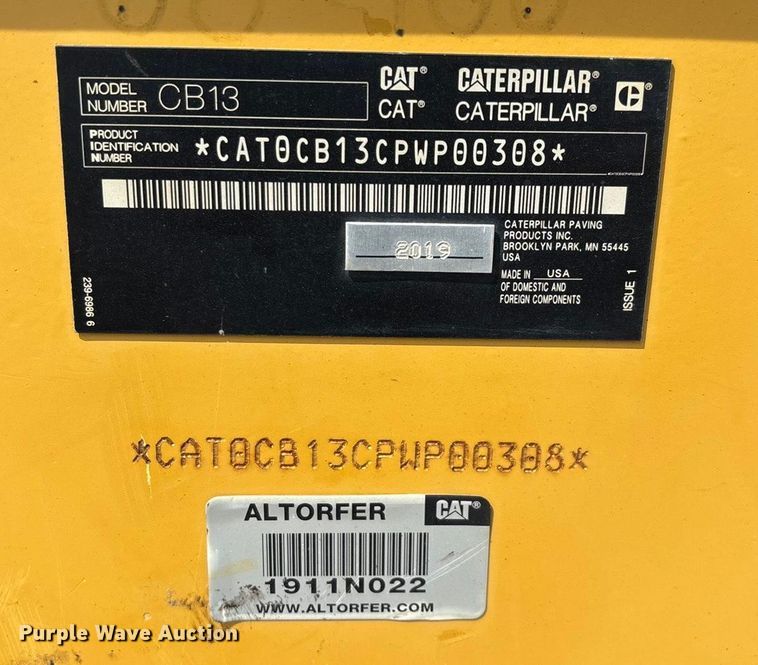 MODEL NUMBER CB13
CAT® CATERPILLAR® C®
CAT® CATERPILLAR®
PRODUCT
IDENTIFICATION
NUMBER
*CAT0CB13CPWP00308*
2019
CATERPILLAR PAVING
PRODUCTS INC.
BROOKLYN PARK, MN 55445
USA
MADE IN USA
OF DOMESTIC AND
FOREIGN COMPONENTS
ISSUE 1
239-6986 6
*CAT0CB13CPWP00308*
ALTORFER CAT®
1911N022
WWW.ALTORFER.COM
Purple Wave Auction